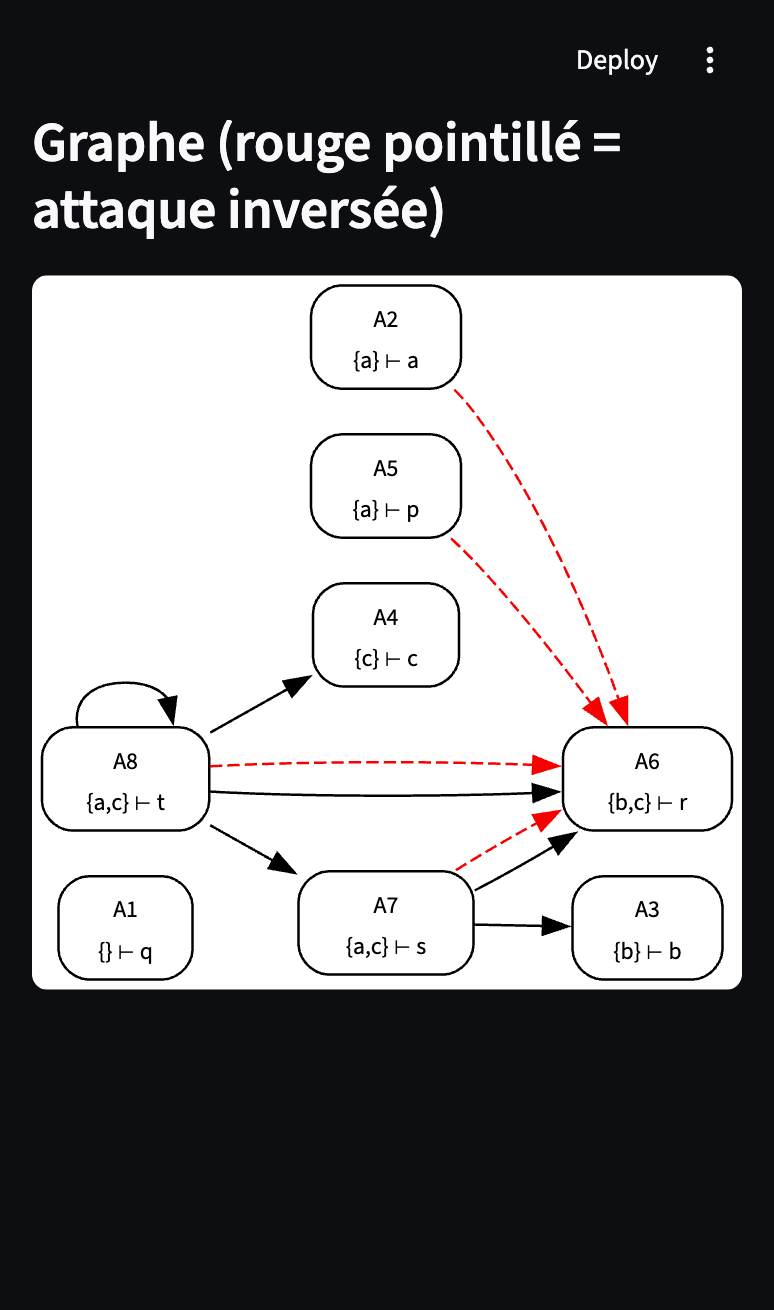 Deploy
Graphe (rouge pointillé =
attaque inversée)
A2
{a} ⊢ a
A5
{a} ⊢ p
A4
{c} ⊢ c
A8
{a,c} ⊢ t
A6
{b,c} ⊢ r
A1
{} ⊢ q
A7
{a,c} ⊢ s
A3
{b} ⊢ b